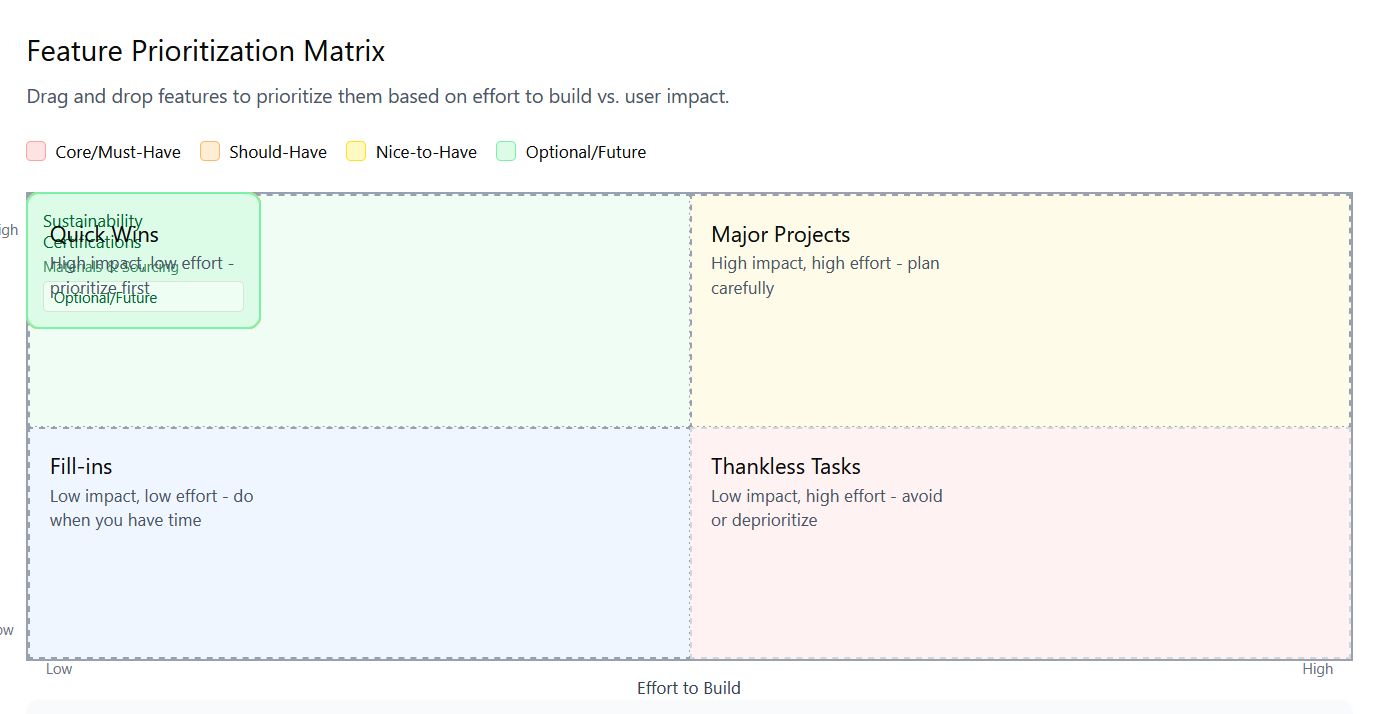 Feature Prioritization Matrix
Drag and drop features to prioritize them based on effort to build vs. user impact.
Core/Must-Have
Should-Have
Nice-to-Have
Optional/Future
igh
Sustainability
Certifications
Materials & Sourcing
Optional/Future
Quick Wins
High impact, low effort -
prioritize first
Major Projects
High impact, high effort - plan
carefully
Fill-ins
Low impact, low effort - do
when you have time
Thankless Tasks
Low impact, high effort - avoid
or deprioritize
ow
Low
High
Effort to Build